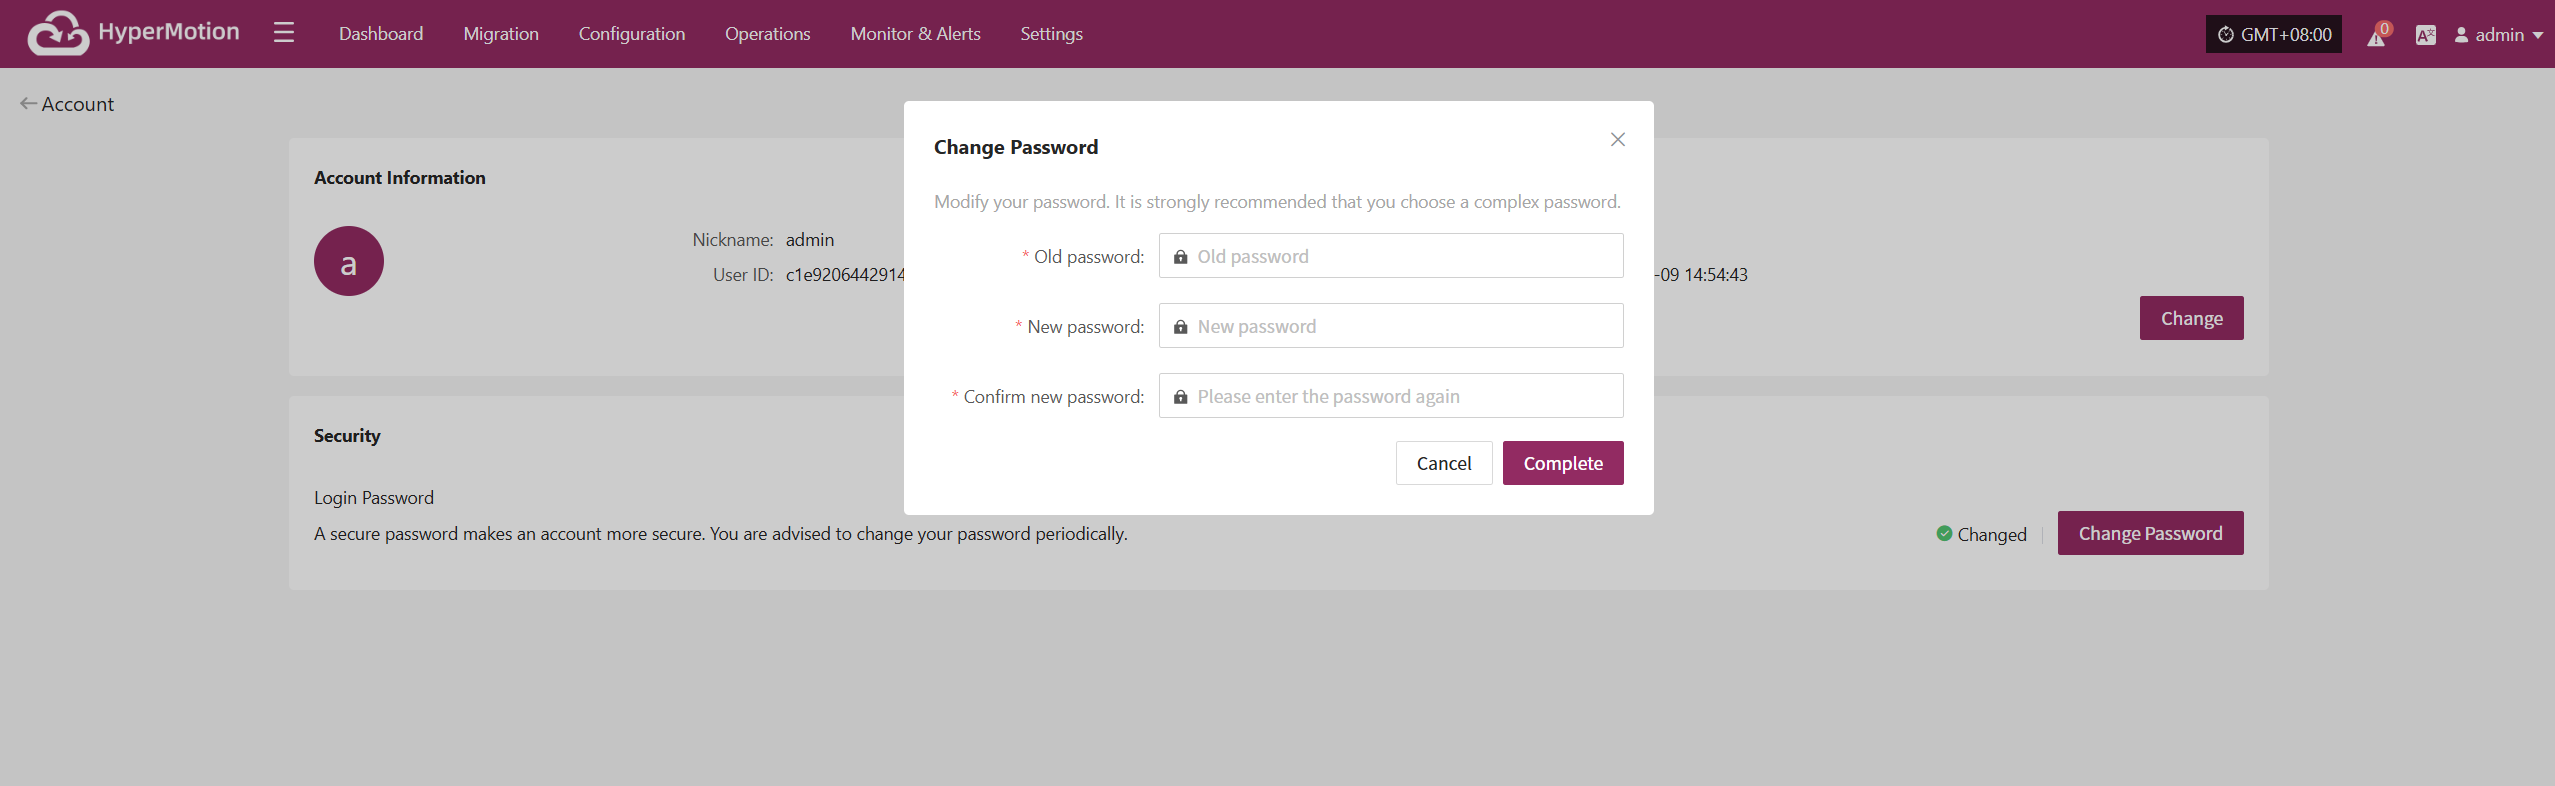 HyperMotion
Dashboard
Migration
Configuration
Operations
Monitor & Alerts
Settings
GMT+08:00
0
admin
Account
Account Information
a
Nickname: admin
User ID: c1e9206442914
-09 14:54:43
Change
Change Password
Modify your password. It is strongly recommended that you choose a complex password.
* Old password: Old password
* New password: New password
* Confirm new password: Please enter the password again
Cancel
Complete
Security
Login Password
A secure password makes an account more secure. You are advised to change your password periodically.
Changed
Change Password